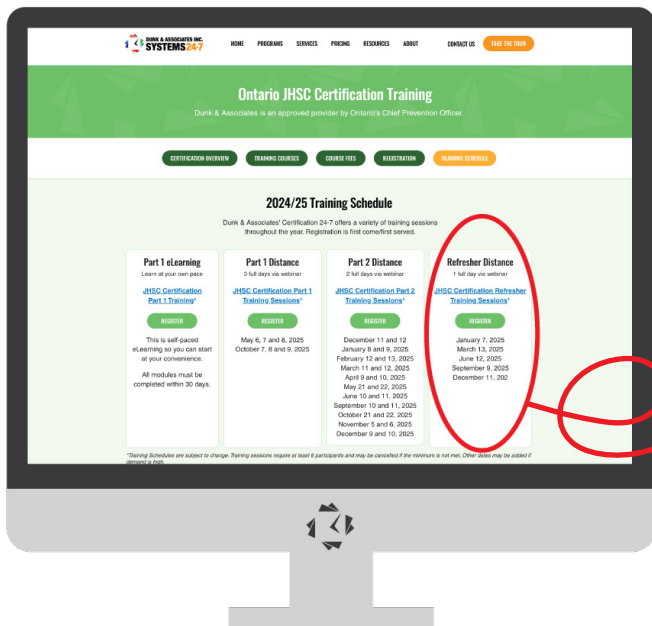 DUNK & ASSOCIATES INC.
SYSTEMS 24-7
HOME PROGRAMS SERVICES PRICING RESOURCES ABOUT CONTACT US TAKE THE TOUR
Ontario JHSC Certification Training
Dunk & Associates is an approved provider by Ontario's Chief Prevention Officer.
CERTIFICATION OVERVIEW TRAINING COURSES COURSE FEES REGISTRATION TRAINING SCHEDULE
2024/25 Training Schedule
Dunk & Associates' Certification 24-7 offers a variety of training sessions
throughout the year. Registration is first come/first served.
Part 1 eLearning
Learn at your own pace
JHSC Certification
Part 1 Training*
REGISTER
This is self-paced
eLearning so you can start
at your convenience.
All modules must be
completed within 30 days.
Part 1 Distance
3 full days via webinar
JHSC Certification Part 1
Training Sessions*
REGISTER
May 6, 7 and 8, 2025
October 7, 8 and 9, 2025
Part 2 Distance
2 full days via webinar
JHSC Certification Part 2
Training Sessions*
REGISTER
December 11 and 12
January 8 and 9, 2025
February 12 and 13, 2025
March 11 and 12, 2025
April 9 and 10, 2025
May 21 and 22, 2025
June 10 and 11, 2025
September 10 and 11, 2025
October 21 and 22, 2025
November 5 and 6, 2025
December 9 and 10, 2025
Refresher Distance
1 full day via webinar
JHSC Certification Refresher
Training Sessions*
REGISTER
January 7, 2025
March 13, 2025
June 12, 2025
September 9, 2025
December 11, 202
*Training Schedules are subject to change. Training sessions require at least 6 participants and may be cancelled if the minimum is not met. Other dates may be added if
demand is high.